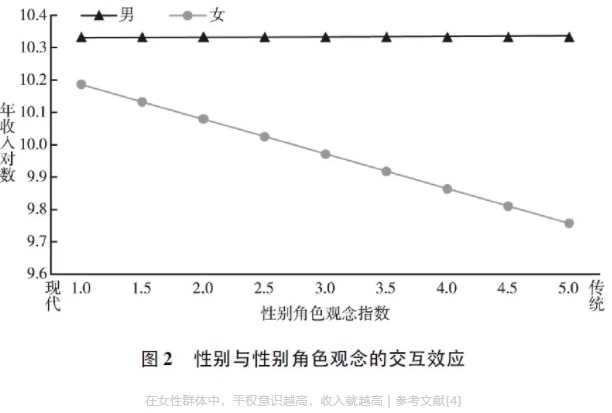 男
女
10.4
10.3
10.2
10.1
10.0
9.9
9.8
9.7
9.6
年收入对数
现代
1.0
1.5
2.0
2.5
3.0
3.5
4.0
4.5
5.0
传统
性别角色观念指数
图2 性别与性别角色观念的交互效应
在女性群体中，平权意识越高，收入就越高 | 参考文献[4]